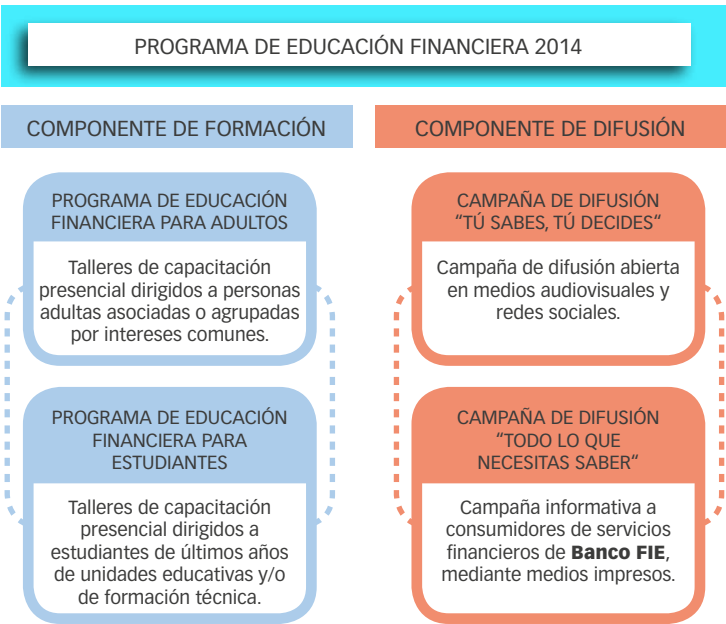 PROGRAMA DE EDUCACIÓN FINANCIERA 2014
COMPONENTE DE FORMACIÓN
PROGRAMA DE EDUCACIÓN
FINANCIERA PARA ADULTOS
Talleres de capacitación
presencial dirigidos a personas
adultas asociadas o agrupadas
por intereses comunes.
PROGRAMA DE EDUCACIÓN
FINANCIERA PARA
ESTUDIANTES
Talleres de capacitación
presencial dirigidos a
estudiantes de últimos años
de unidades educativas y/o
de formación técnica.
COMPONENTE DE DIFUSIÓN
CAMPAÑA DE DIFUSIÓN
"TÚ SABES, TÚ DECIDES"
Campaña de difusión abierta
en medios audiovisuales y
redes sociales.
CAMPAÑA DE DIFUSIÓN
"TODO LO QUE
NECESITAS SABER"
Campaña informativa a
consumidores de servicios
financieros de Banco FIE,
mediante medios impresos.